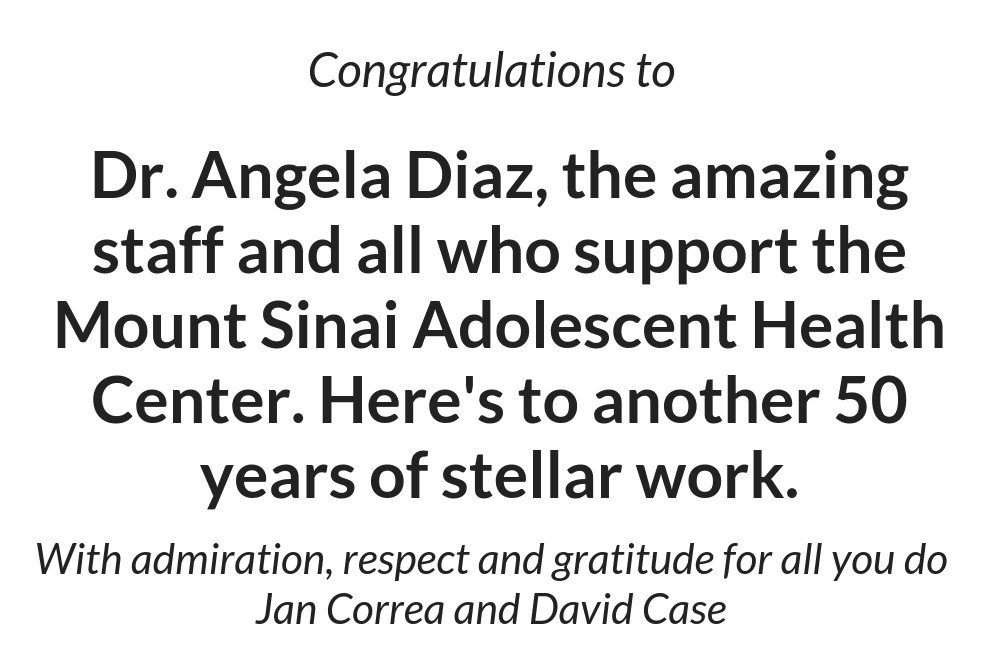 Congratulations to
Dr. Angela Diaz, the amazing
staff and all who support the
Mount Sinai Adolescent Health
Center. Here's to another 50
years of stellar work.
With admiration, respect and gratitude for all you do
Jan Correa and David Case